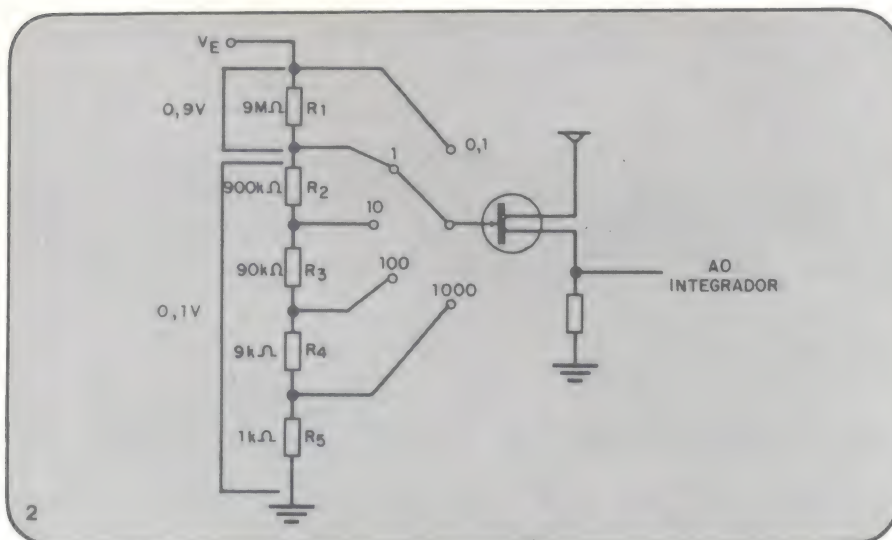 VE
0,9V
9MΩ R1
0,1
1
900kΩ R2
10
90kΩ R3
100
1000
0,1V
9kΩ R4
1kΩ R5
AO
INTEGRADOR
2